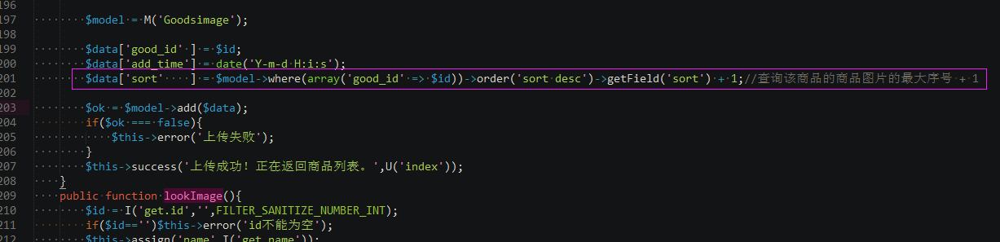 196
197 $model = M('Goodsimage');
198
199 $data['good_id' ] = $id;
200 $data['add_time'] = date('Y-m-d H:i:s');
201 $data['sort'    ] = $model->where(array('good_id' => $id))->order('sort desc')->getField('sort') + 1;//查询该商品的商品图片的最大序号 + 1
202
203 $ok = $model->add($data);
204 if($ok === false){
205 $this->error('上传失败');
206 }
207 $this->success('上传成功! 正在返回商品列表。',U('index'));
208 }
209 public function lookImage(){
210 $id = I('get.id','',FILTER_SANITIZE_NUMBER_INT);
211 if($id=='')$this->error('id不能为空');
212 $this->assign('name',I('get.name'));